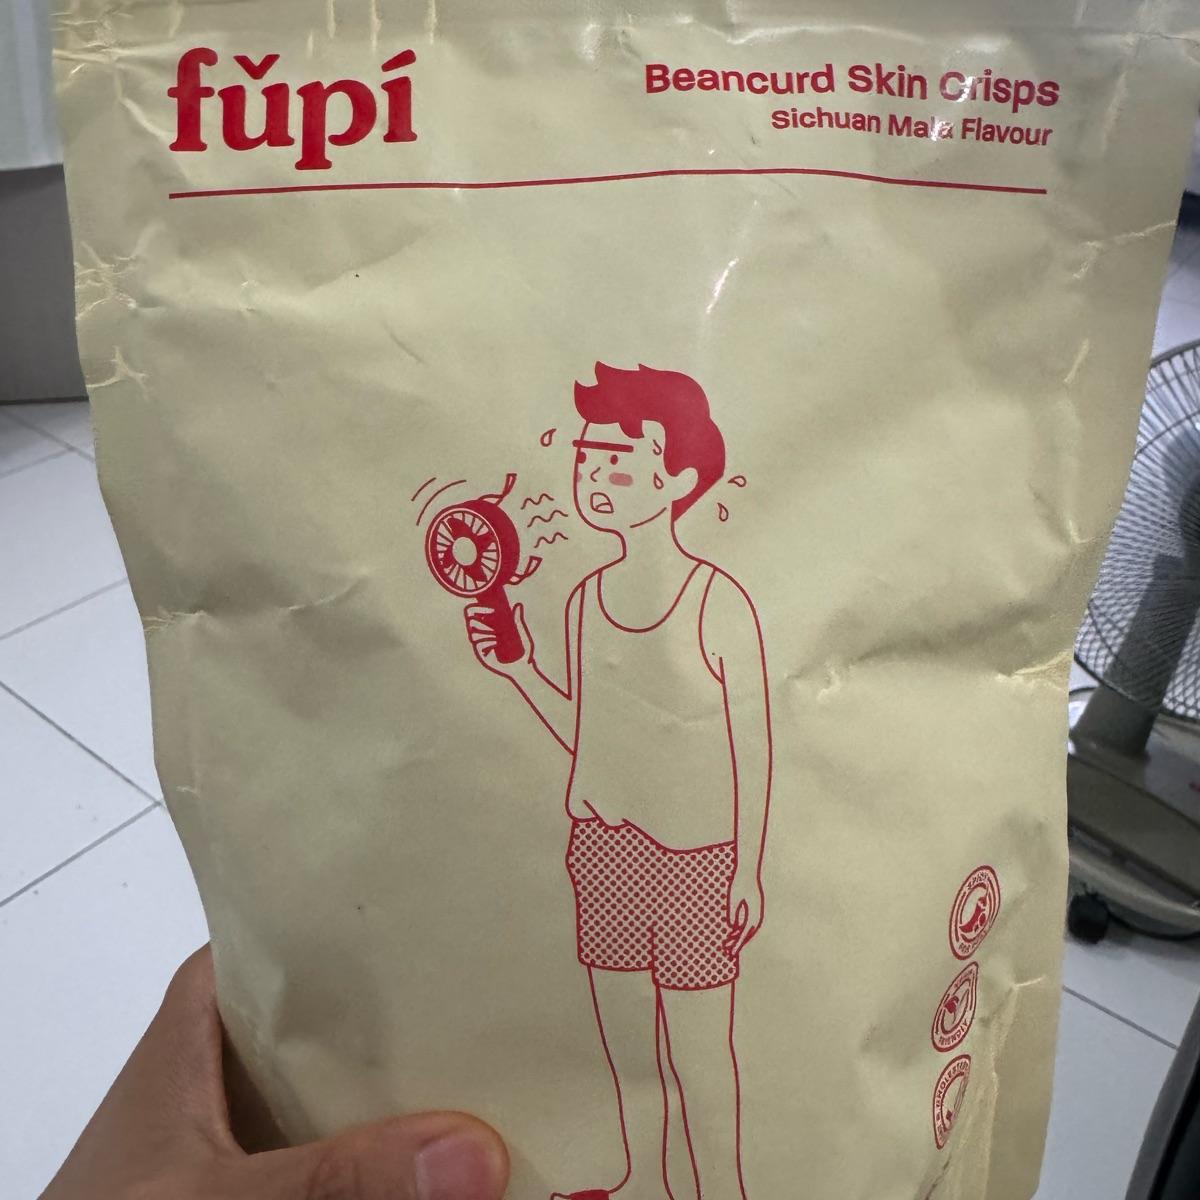 fǔpí
Beancurd Skin Crisps
Sichuan Mala Flavour